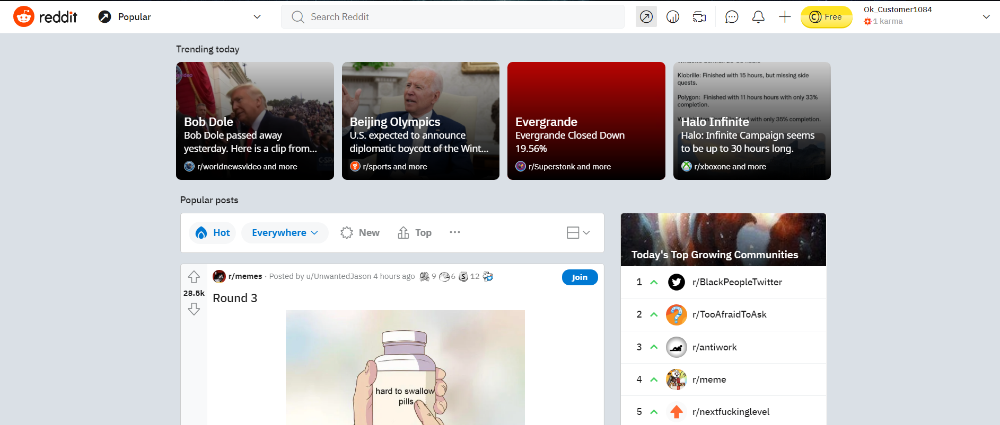 reddit
Popular
Search Reddit
Free
Ok_Customer1084
1 karma
Trending today
Bob Dole
Bob Dole passed away
yesterday. Here is a clip from...
r/worldnewsvideo and more
Beijing Olympics
U.S. expected to announce
diplomatic boycott of the Wint...
r/sports and more
Evergrande
Evergrande Closed Down
19.56%
r/Superstonk and more
Klobrille: Finished with 15 hours, but missing side
quests.
Polygon: Finished with 11 hours hours with only 33%
completion.
with only 35% completion.
Halo Infinite
Halo: Infinite Campaign seems
to be up to 30 hours long.
r/xboxone and more
Popular posts
Hot
Everywhere
New
Top
28.5k
r/memes · Posted by u/UnwantedJason 4 hours ago 9 6 S 12
Join
Round 3
hard to swallow
pills
Today's Top Growing Communities
1 r/BlackPeopleTwitter
2 r/TooAfraidToAsk
3 r/antiwork
4 r/meme
5 r/nextfuckinglevel